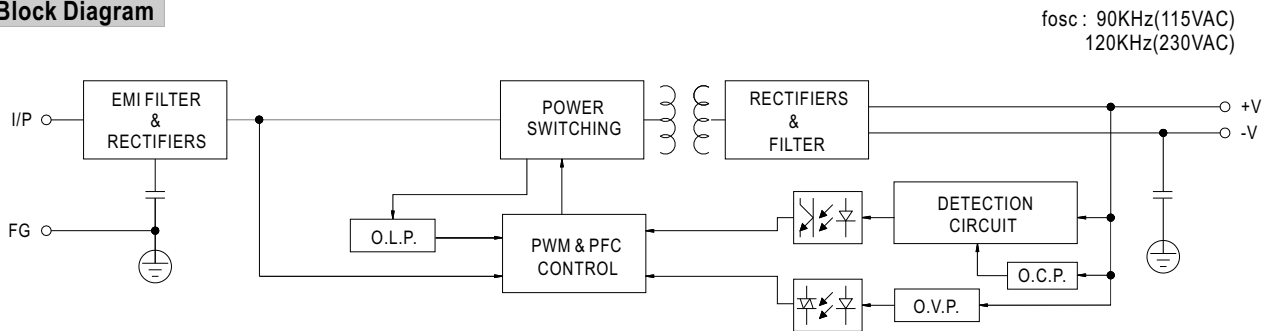 Block Diagram
fosc : 90KHz(115VAC)
120KHz(230VAC)
I/P
EMI FILTER
&
RECTIFIERS
POWER
SWITCHING
RECTIFIERS
&
FILTER
+V
-V
FG
O.L.P.
PWM & PFC
CONTROL
DETECTION
CIRCUIT
O.C.P.
O.V.P.